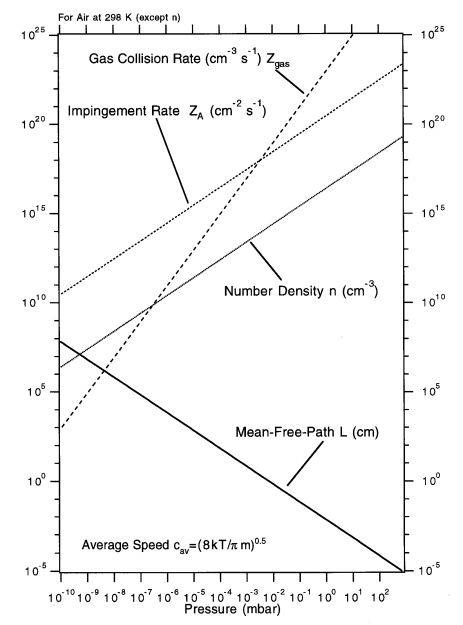 For Air at 298 K (except n)
10^25
10^25
Gas Collision Rate (cm^-3 s^-1) Z_gas
Impingement Rate Z_A (cm^-2 s^-1)
10^20
10^20
10^15
10^15
Number Density n (cm^-3)
10^10
10^10
10^5
10^5
Mean-Free-Path L (cm)
10^0
10^0
Average Speed c_av=(8kT/π m)^0.5
10^-5
10^-5
10^-10 10^-9 10^-8 10^-7 10^-6 10^-5 10^-4 10^-3 10^-2 10^-1 10^0 10^1 10^2
Pressure (mbar)